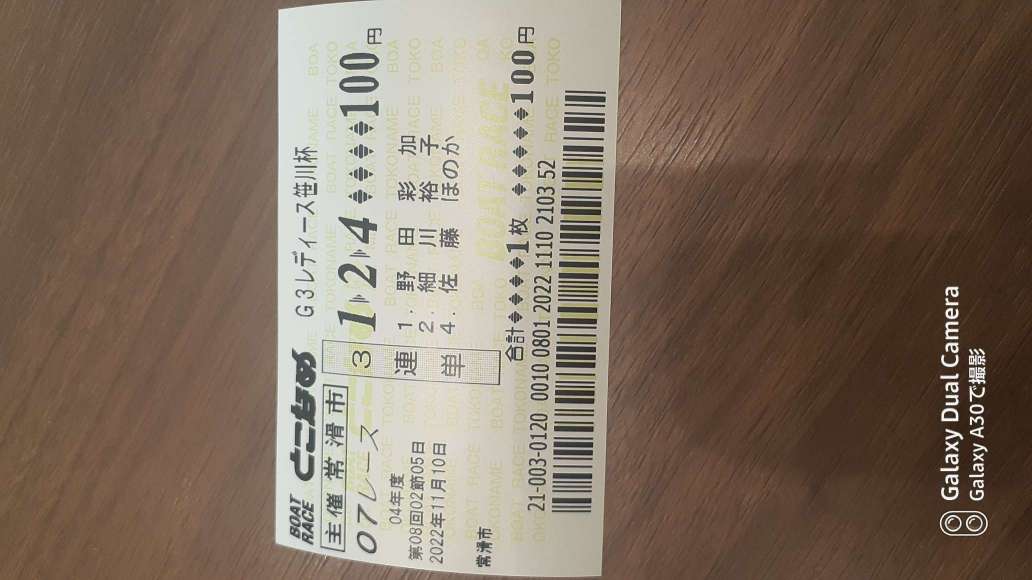 BOAT RACE とこなめ G3レディース笹川杯
主催 常滑市
07レース
3連単
1▶2▶4 ◆◆◆◆◆100円
04年度
第08回02節05日
2022年11月10日
1. 野田 彩加
2. 細川 裕子
4. 佐藤 ほのか
常滑市
合計◆◆◆◆◆1枚 ◆◆◆◆◆100円
21-003-0120 0010 0801 2022 1110 2103 52
Galaxy Dual Camera
Galaxy A30で撮影